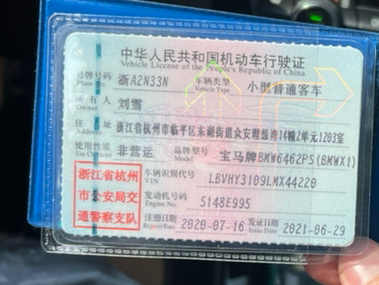 中华人民共和国机动车行驶证
Vehicle License of the People's Republic of China
号牌号码 浙A2N33N 车辆类型 小型普通客车
Plate No. Vehicle Type
所有人 刘雪
Owner
住址 浙江省杭州市临平区东湖街道众安理想湾14幢2单元1203室
Address
使用性质 非营运 品牌型号 宝马牌BMW6462PS(BMWX1)
Use Character Model
浙江省杭州
市公安局交
通警察支队
车辆识别代号 LBVHY3109LMX44220
VIN
发动机号码 5148E995
Engine No.
注册日期 2020-07-16 发证日期 2021-06-29
Register Date Issue Date